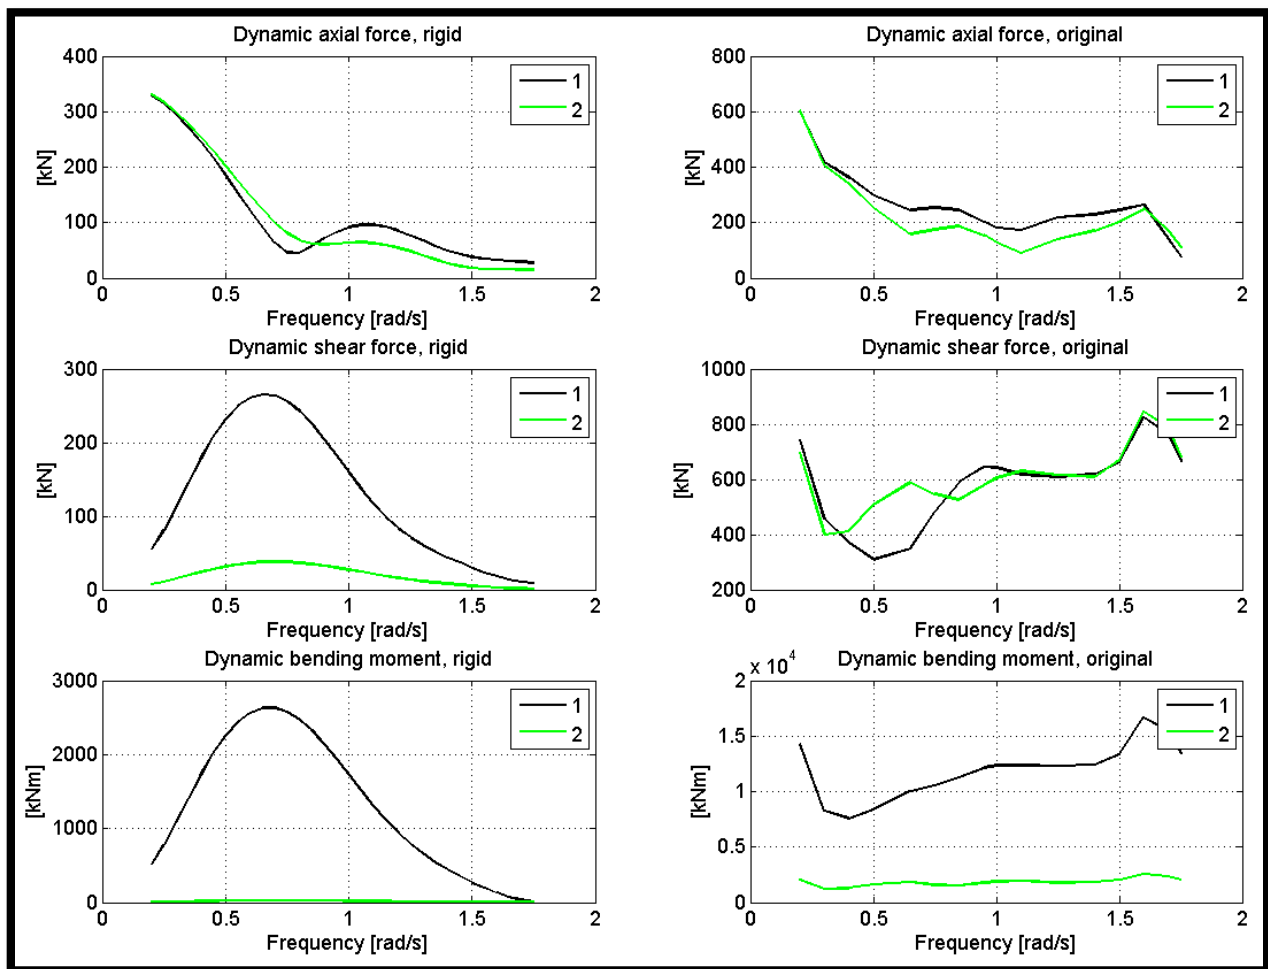 Dynamic axial force, rigid
400
300
200
100
0
[kN]
1
2
0 0.5 1 1.5 2
Frequency [rad/s]
Dynamic axial force, original
800
600
400
200
0
[kN]
1
2
0 0.5 1 1.5 2
Frequency [rad/s]
Dynamic shear force, rigid
300
200
100
0
[kN]
1
2
0 0.5 1 1.5 2
Frequency [rad/s]
Dynamic shear force, original
1000
800
600
400
200
[kN]
1
2
0 0.5 1 1.5 2
Frequency [rad/s]
Dynamic bending moment, rigid
3000
2000
1000
0
[kNm]
1
2
0 0.5 1 1.5 2
Frequency [rad/s]
Dynamic bending moment, original
x 10⁴
2
1.5
1
0.5
0
[kNm]
1
2
0 0.5 1 1.5 2
Frequency [rad/s]